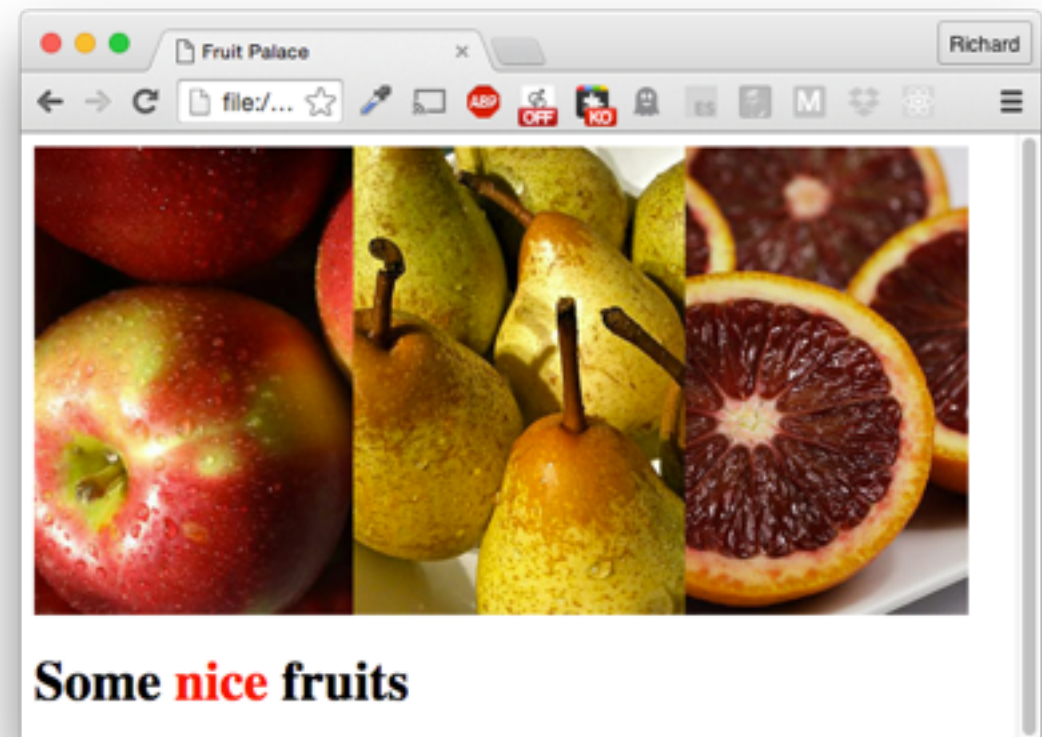 Fruit Palace
Richard
file:/...
ABP
OFF
KO
ES
M
Some nice fruits